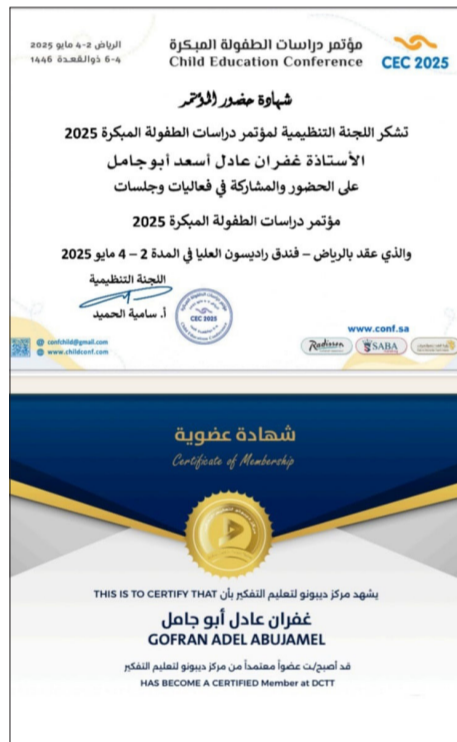 الرياض 2-4 مايو 2025
4-6 ذوالقعدة 1446
مؤتمر دراسات الطفولة المبكرة
Child Education Conference
CEC 2025
شهادة حضور المؤتمر
تشكر اللجنة التنظيمية لمؤتمر دراسات الطفولة المبكرة 2025
الأستاذة غفران عادل أسعد أبو جامل
على الحضور والمشاركة في فعاليات وجلسات
مؤتمر دراسات الطفولة المبكرة 2025
والذي عقد بالرياض – فندق راديسون العليا في المدة 2 – 4 مايو 2025
اللجنة التنظيمية
أ. سامية الحميد
CEC 2025
Child Education Conference
www.conf.sa
confchild@gmail.com
www.childconf.com
Radisson
SABA
شهادة عضوية
Certificate of Membership
يشهد مركز ديبونو لتعليم التفكير بأن THIS IS TO CERTIFY THAT
غفران عادل أبو جامل
GOFRAN ADEL ABUJAMEL
قد أصبح/ت عضواً معتمداً من مركز ديبونو لتعليم التفكير
HAS BECOME A CERTIFIED Member at DCTT